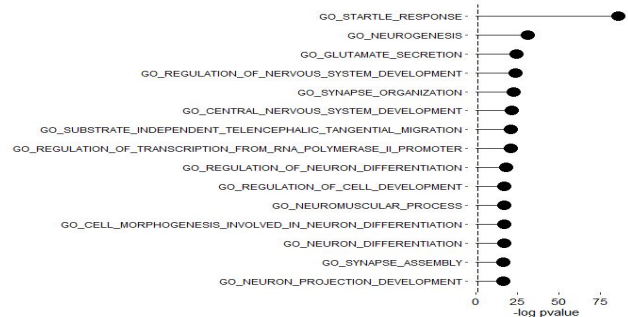 GO_STARTLE_RESPONSE
GO_NEUROGENESIS
GO_GLUTAMATE_SECRETION
GO_REGULATION_OF_NERVOUS_SYSTEM_DEVELOPMENT
GO_SYNAPSE_ORGANIZATION
GO_CENTRAL_NERVOUS_SYSTEM_DEVELOPMENT
GO_SUBSTRATE_INDEPENDENT_TELENCEPHALIC_TANGENTIAL_MIGRATION
GO_REGULATION_OF_TRANSCRIPTION_FROM_RNA_POLYMERASE_II_PROMOTER
GO_REGULATION_OF_NEURON_DIFFERENTIATION
GO_REGULATION_OF_CELL_DEVELOPMENT
GO_NEUROMUSCULAR_PROCESS
GO_CELL_MORPHOGENESIS_INVOLVED_IN_NEURON_DIFFERENTIATION
GO_NEURON_DIFFERENTIATION
GO_SYNAPSE_ASSEMBLY
GO_NEURON_PROJECTION_DEVELOPMENT
0 25 50 75
-log pvalue